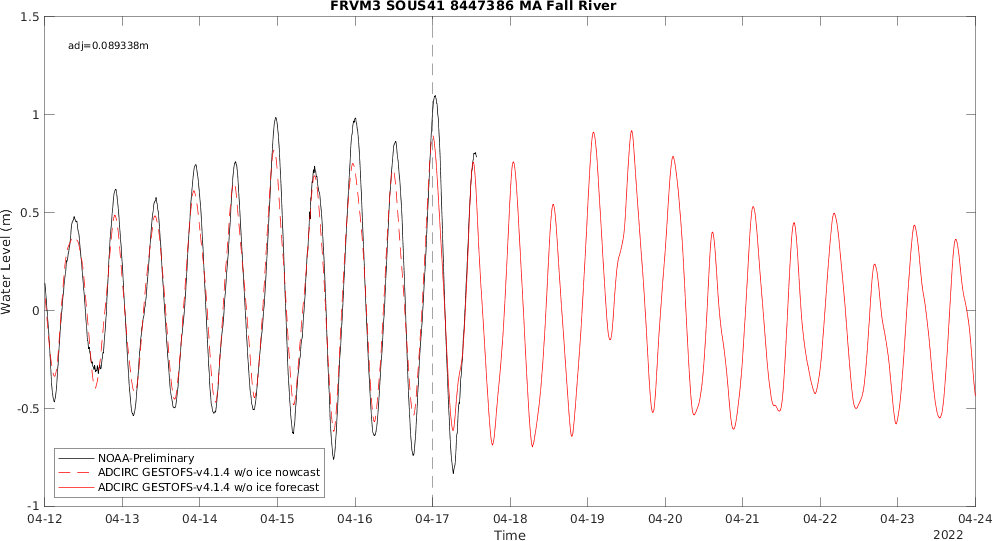 FRVM3 SOUS41 8447386 MA Fall River
adj=0.089338m
Water Level (m)
1.5
1
0.5
0
-0.5
-1
NOAA-Preliminary
ADCIRC GESTOFS-v4.1.4 w/o ice nowcast
ADCIRC GESTOFS-v4.1.4 w/o ice forecast
04-12 04-13 04-14 04-15 04-16 04-17 04-18 04-19 04-20 04-21 04-22 04-23 04-24
Time
2022